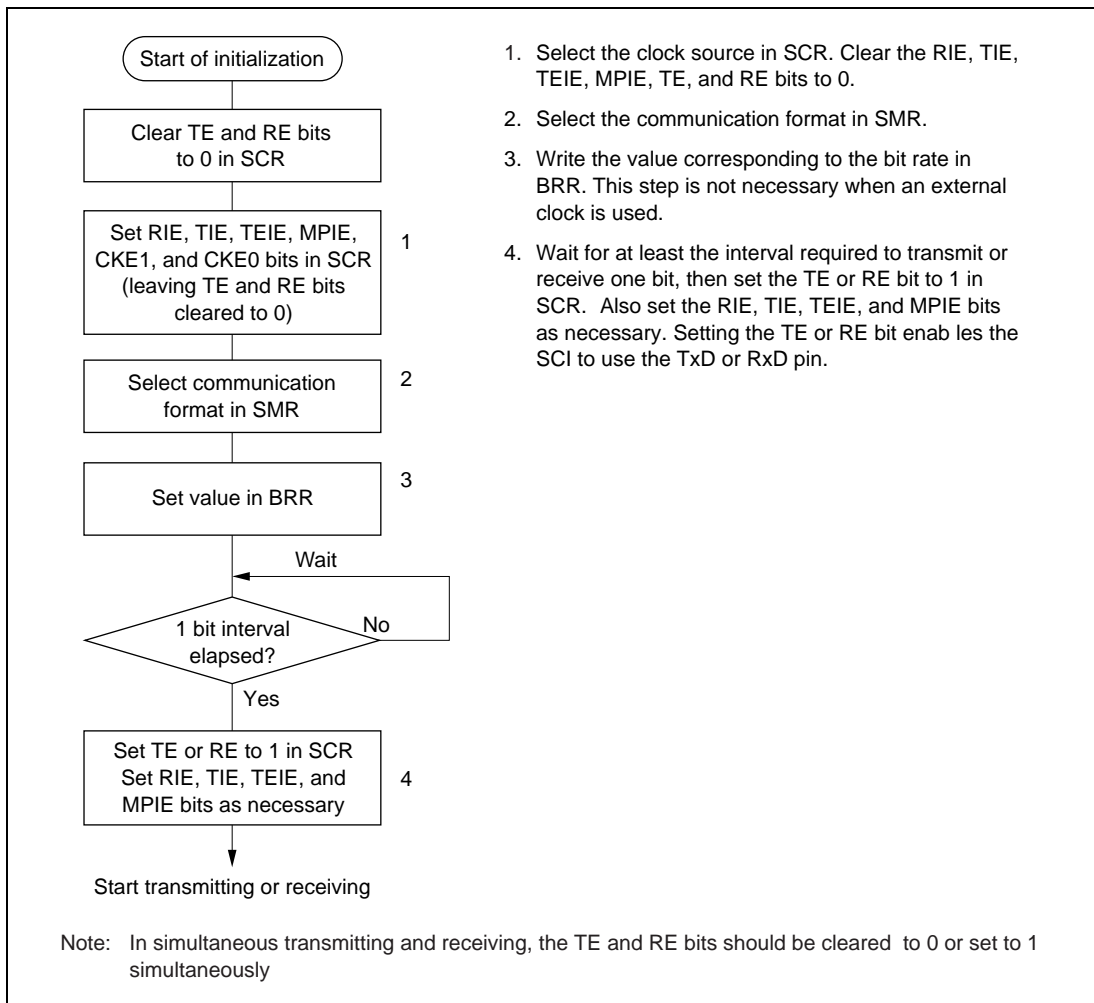 Start of initialization
Clear TE and RE bits
to 0 in SCR
Set RIE, TIE, TEIE, MPIE,
CKE1, and CKE0 bits in SCR
(leaving TE and RE bits
cleared to 0)
1
Select communication
format in SMR
2
Set value in BRR
3
Wait
1 bit interval
elapsed?
No
Yes
Set TE or RE to 1 in SCR
Set RIE, TIE, TEIE, and
MPIE bits as necessary
4
Start transmitting or receiving
1. Select the clock source in SCR. Clear the RIE, TIE,
TEIE, MPIE, TE, and RE bits to 0.
2. Select the communication format in SMR.
3. Write the value corresponding to the bit rate in
BRR. This step is not necessary when an external
clock is used.
4. Wait for at least the interval required to transmit or
receive one bit, then set the TE or RE bit to 1 in
SCR. Also set the RIE, TIE, TEIE, and MPIE bits
as necessary. Setting the TE or RE bit enab les the
SCI to use the TxD or RxD pin.
Note: In simultaneous transmitting and receiving, the TE and RE bits should be cleared to 0 or set to 1
simultaneously